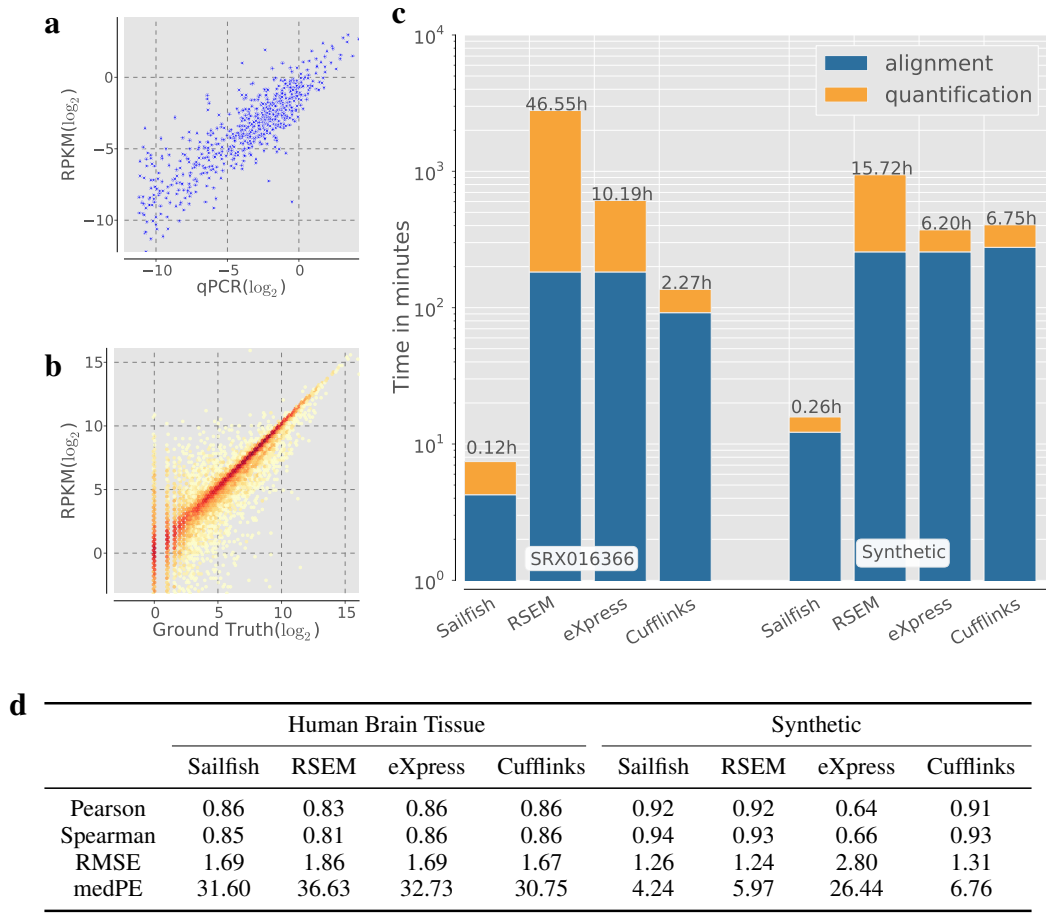 a
0
−5
−10
RPKM(log2)
−10 −5 0
qPCR(log2)
b
15
10
5
0
RPKM(log2)
0 5 10 15
Ground Truth(log2)
c
10^4
10^3
10^2
10^1
10^0
Time in minutes
alignment
quantification
0.12h
46.55h
10.19h
2.27h
0.26h
15.72h
6.20h
6.75h
SRX016366
Synthetic
Sailfish RSEM eXpress Cufflinks Sailfish RSEM eXpress Cufflinks
d
Human Brain Tissue Synthetic
Sailfish RSEM eXpress Cufflinks Sailfish RSEM eXpress Cufflinks
Pearson 0.86 0.83 0.86 0.86 0.92 0.92 0.64 0.91
Spearman 0.85 0.81 0.86 0.86 0.94 0.93 0.66 0.93
RMSE 1.69 1.86 1.69 1.67 1.26 1.24 2.80 1.31
medPE 31.60 36.63 32.73 30.75 4.24 5.97 26.44 6.76